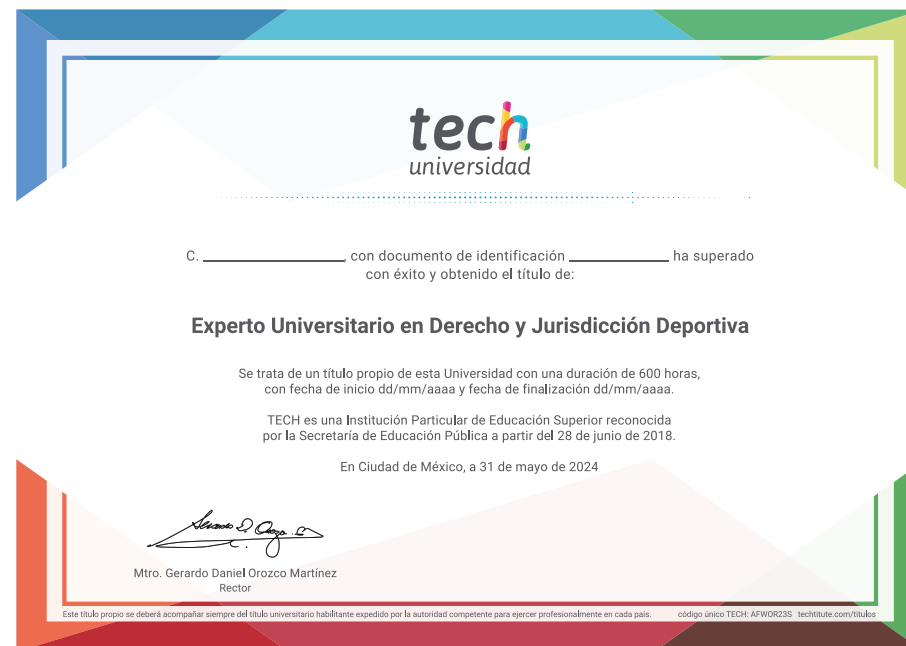 tech
universidad
C. ____________, con documento de identificación ____________ ha superado
con éxito y obtenido el título de:
Experto Universitario en Derecho y Jurisdicción Deportiva
Se trata de un título propio de esta Universidad con una duración de 600 horas,
con fecha de inicio dd/mm/aaaa y fecha de finalización dd/mm/aaaa.
TECH es una Institución Particular de Educación Superior reconocida
por la Secretaría de Educación Pública a partir del 28 de junio de 2018.
En Ciudad de México, a 31 de mayo de 2024
Mtro. Gerardo Daniel Orozco Martínez
Rector
Este título propio se deberá acompañar siempre del título universitario habilitante expedido por la autoridad competente para ejercer profesionalmente en cada país. código único TECH: AFWOR23S techtitute.com/titulos